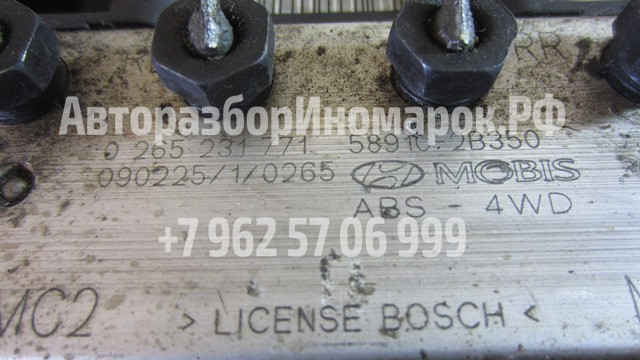 RR
АвторазборИномарок.РФ
0 265 231 771 58910-2B350
090225/1/0265 MOBIS
ABS - 4WD
+7 962 57 06 999
MC2
> LICENSE BOSCH <